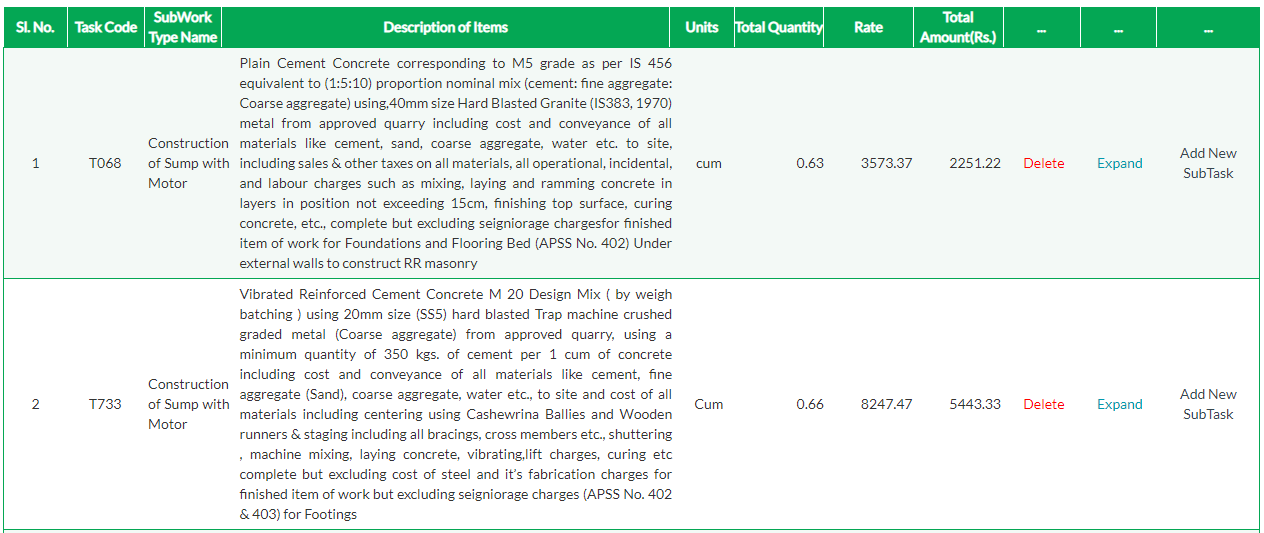 Sl. No. Task Code SubWork Type Name Description of Items Units Total Quantity Rate Total Amount(Rs.) ... ... ...
Plain Cement Concrete corresponding to M5 grade as per IS 456
equivalent to (1:5:10) proportion nominal mix (cement: fine aggregate:
Coarse aggregate) using,40mm size Hard Blasted Granite (IS383, 1970)
metal from approved quarry including cost and conveyance of all
materials like cement, sand, coarse aggregate, water etc. to site,
including sales & other taxes on all materials, all operational, incidental,
and labour charges such as mixing, laying and ramming concrete in
layers in position not exceeding 15cm, finishing top surface, curing
concrete, etc., complete but excluding seigniorage chargesfor finished
item of work for Foundations and Flooring Bed (APSS No. 402) Under
external walls to construct RR masonry
1 T068 Construction of Sump with Motor cum 0.63 3573.37 2251.22 Delete Expand Add New SubTask
Vibrated Reinforced Cement Concrete M 20 Design Mix ( by weigh
batching ) using 20mm size (SS5) hard blasted Trap machine crushed
graded metal (Coarse aggregate) from approved quarry, using a
minimum quantity of 350 kgs. of cement per 1 cum of concrete
including cost and conveyance of all materials like cement, fine
aggregate (Sand), coarse aggregate, water etc., to site and cost of all
materials including centering using Cashewrina Ballies and Wooden
runners & staging including all bracings, cross members etc., shuttering
, machine mixing, laying concrete, vibrating,lift charges, curing etc
complete but excluding cost of steel and it's fabrication charges for
finished item of work but excluding seigniorage charges (APSS No. 402
& 403) for Footings
2 T733 Construction of Sump with Motor Cum 0.66 8247.47 5443.33 Delete Expand Add New SubTask